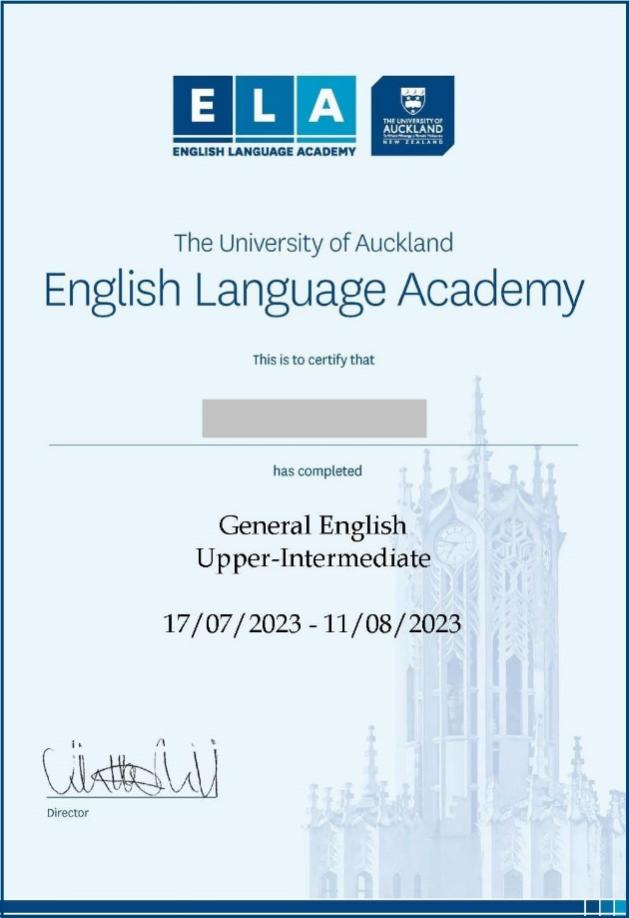 E L A
ENGLISH LANGUAGE ACADEMY
THE UNIVERSITY OF
AUCKLAND
NEW ZEALAND
The University of Auckland
English Language Academy
This is to certify that
has completed
General English
Upper-Intermediate
17/07/2023 - 11/08/2023
Director